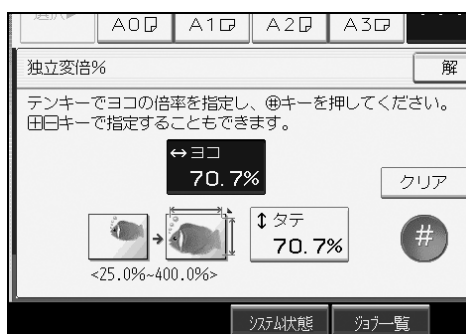 選択▶
A0 A1 A2 A3
独立変倍%
解
テンキーでヨコの倍率を指定し、㊉キーを押してください。
⊞⊟キーで指定することもできます。
↔ヨコ
70.7%
クリア
↕タテ
70.7%
#
<25.0%~400.0%>
システム状態 ジョブ一覧